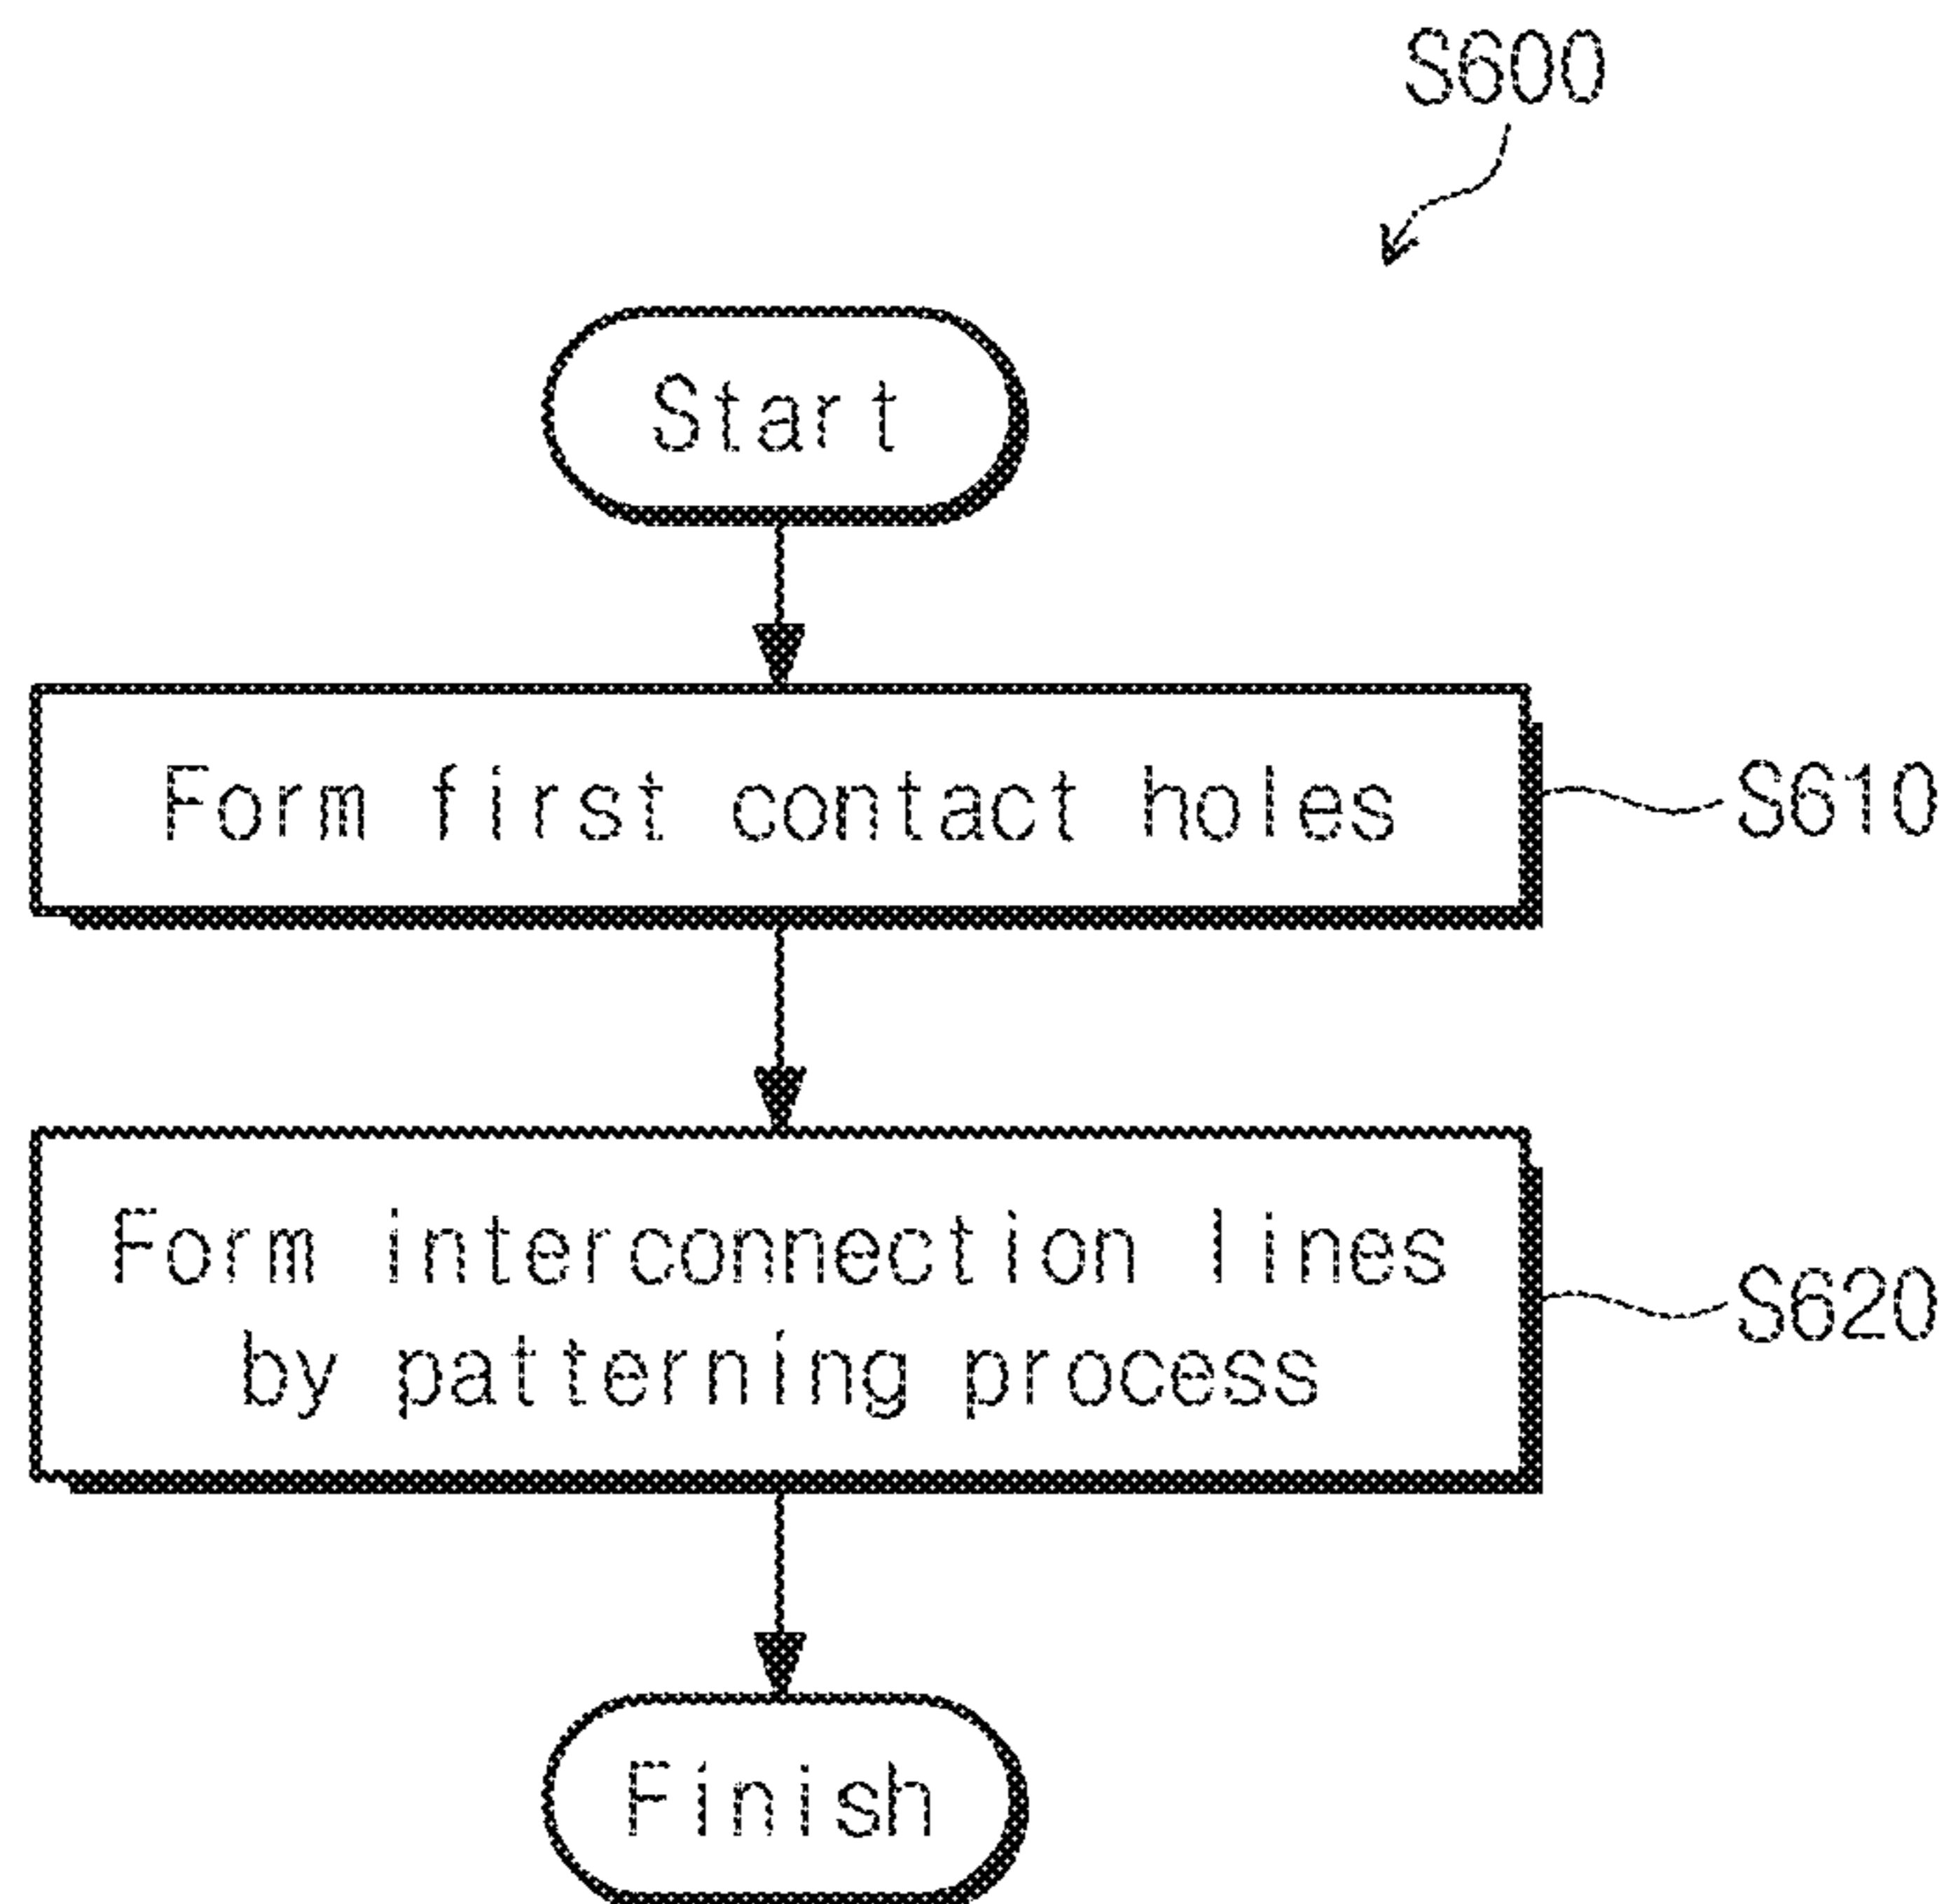 S600
Start
Form first contact holes
S610
Form interconnection lines
by patterning process
S620
Finish